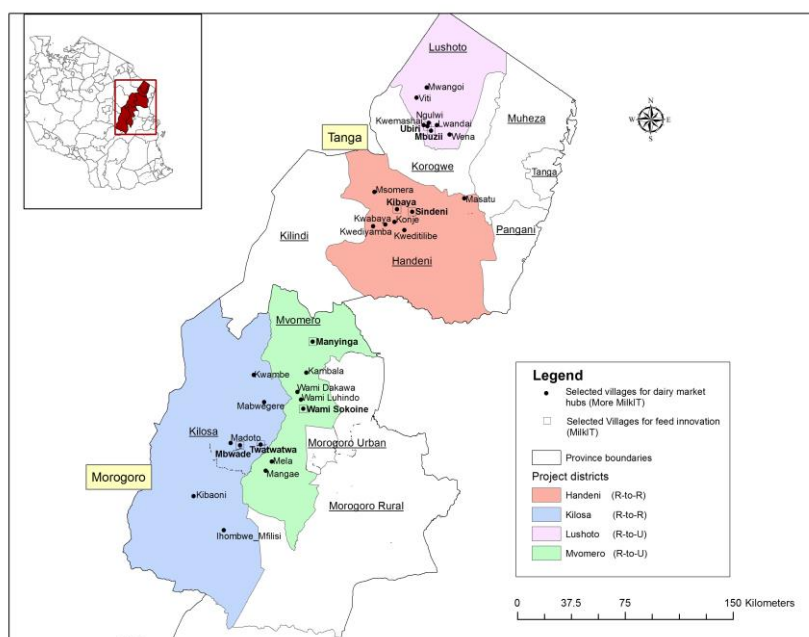 Lushoto
Mwangoi
Viti
Ngulwi
Kwemashai
Lwandai
Ubiri
Mbuzii
Wena
Muheza
N
W
E
S
Tanga
Korogwe
Tanga
Msomera
Kibaya
Masatu
Sindeni
Kwabaya
Konje
Kwediyamba
Kweditilibe
Pangani
Kilindi
Handeni
Mvomero
Manyinga
Kwambe
Kambala
Wami Dakawa
Wami Luhindo
Mabwegere
Wami Sokoine
Kilosa
Madoto
Mbwade
Twatwatwa
Morogoro Urban
Mela
Mangae
Morogoro
Kibaoni
Morogoro Rural
Ihombwe_Mfilisi
Legend
Selected villages for dairy market
hubs (More MilkIT)
Selected Villages for feed innovation
(MilkIT)
Province boundaries
Project districts
Handeni (R-to-R)
Kilosa (R-to-R)
Lushoto (R-to-U)
Mvomero (R-to-U)
0 37.5 75 150 Kilometers